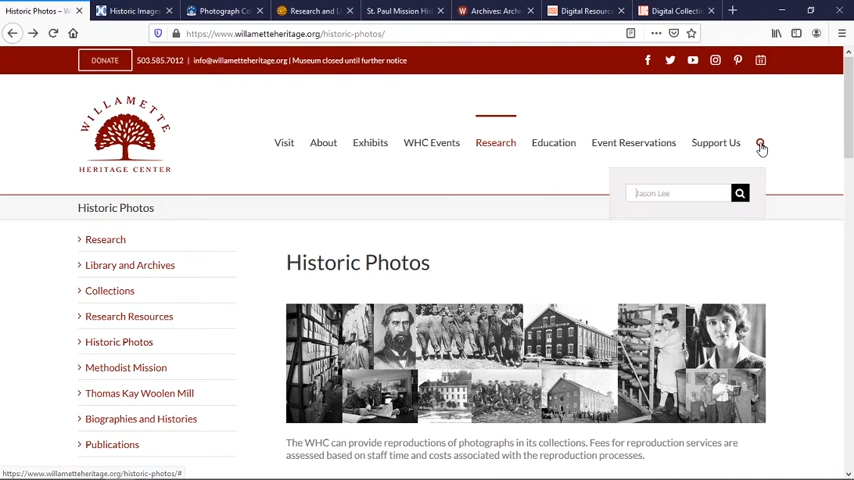 Historic Photos – W
Historic Images
Photograph Co
Research and Li
St. Paul Mission His
Archives: Archi
Digital Resourc
Digital Collecti
https://www.willametteheritage.org/historic-photos/
DONATE
503.585.7012 | info@willametteheritage.org | Museum closed until further notice
WILLAMETTE
HERITAGE CENTER
Visit
About
Exhibits
WHC Events
Research
Education
Event Reservations
Support Us
Jason Lee
Historic Photos
Research
Library and Archives
Collections
Research Resources
Historic Photos
Methodist Mission
Thomas Kay Woolen Mill
Biographies and Histories
Publications
Historic Photos
The WHC can provide reproductions of photographs in its collections. Fees for reproduction services are
assessed based on staff time and costs associated with the reproduction processes.
https://www.willametteheritage.org/historic-photos/#